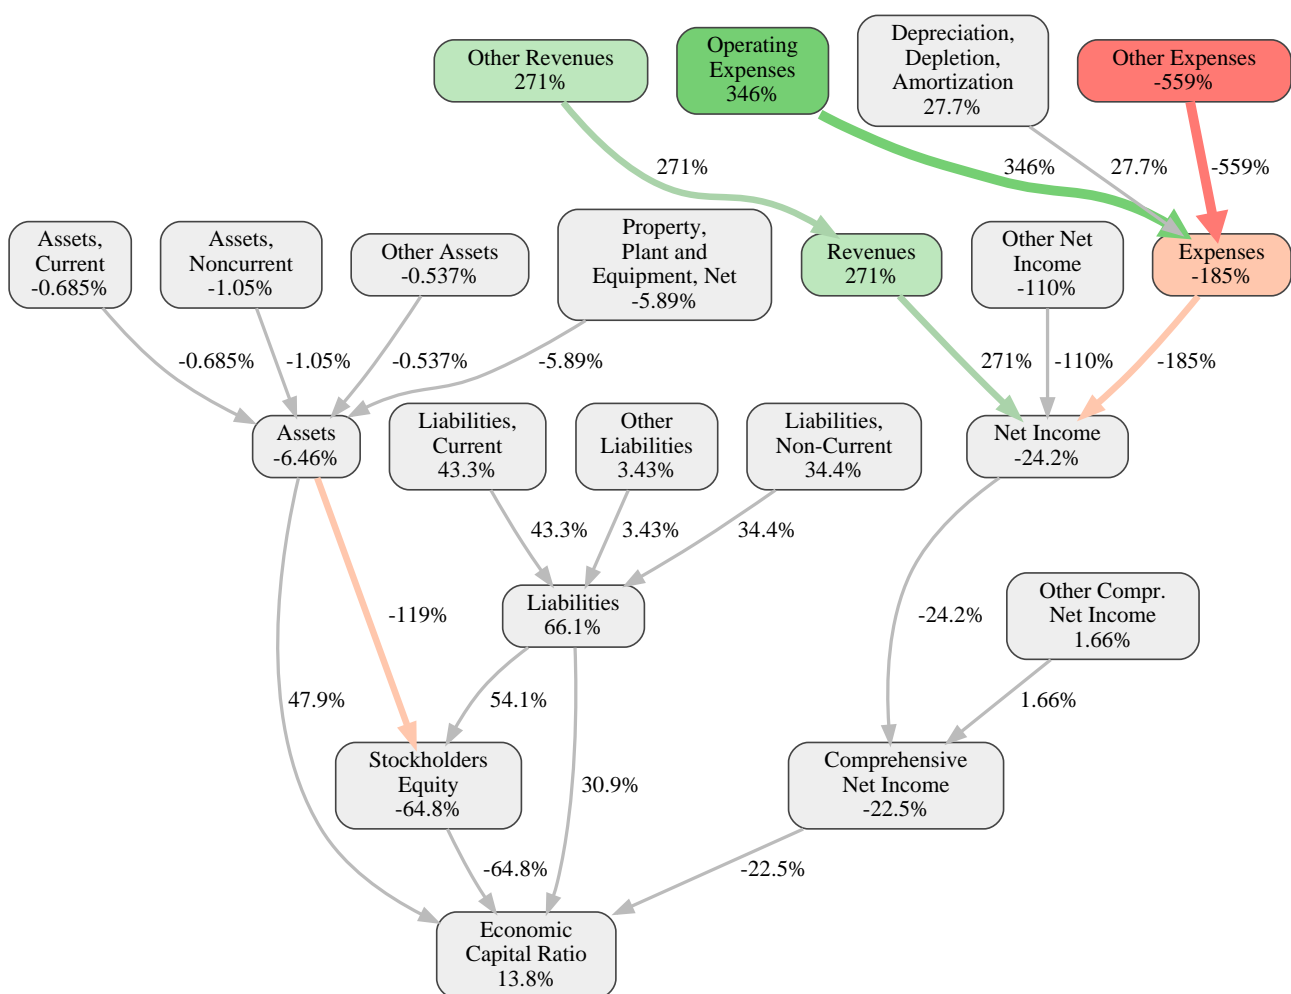 Other Revenues
271%
Operating
Expenses
346%
Depreciation,
Depletion,
Amortization
27.7%
Other Expenses
-559%
271%
346%
27.7%
-559%
Assets,
Current
-0.685%
Assets,
Noncurrent
-1.05%
Other Assets
-0.537%
Property,
Plant and
Equipment, Net
-5.89%
Revenues
271%
Other Net
Income
-110%
Expenses
-185%
-0.685%
-1.05%
-0.537%
-5.89%
271%
-110%
-185%
Assets
-6.46%
Liabilities,
Current
43.3%
Other
Liabilities
3.43%
Liabilities,
Non-Current
34.4%
Net Income
-24.2%
43.3%
3.43%
34.4%
Liabilities
66.1%
-119%
-24.2%
Other Compr.
Net Income
1.66%
47.9%
54.1%
1.66%
Stockholders
Equity
-64.8%
30.9%
Comprehensive
Net Income
-22.5%
-64.8%
-22.5%
Economic
Capital Ratio
13.8%